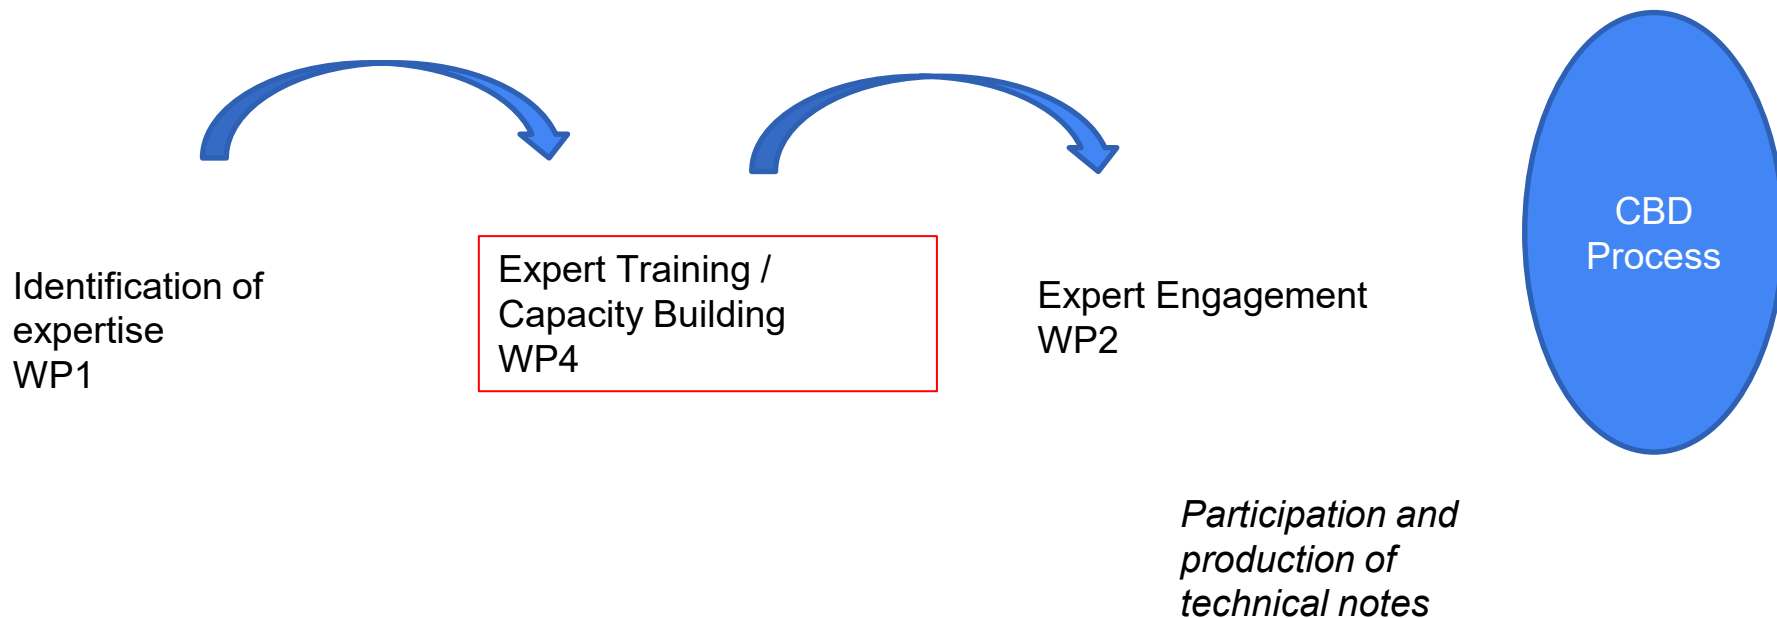 Identification of
expertise
WP1
Expert Training /
Capacity Building
WP4
Expert Engagement
WP2
CBD
Process
Participation and
production of
technical notes